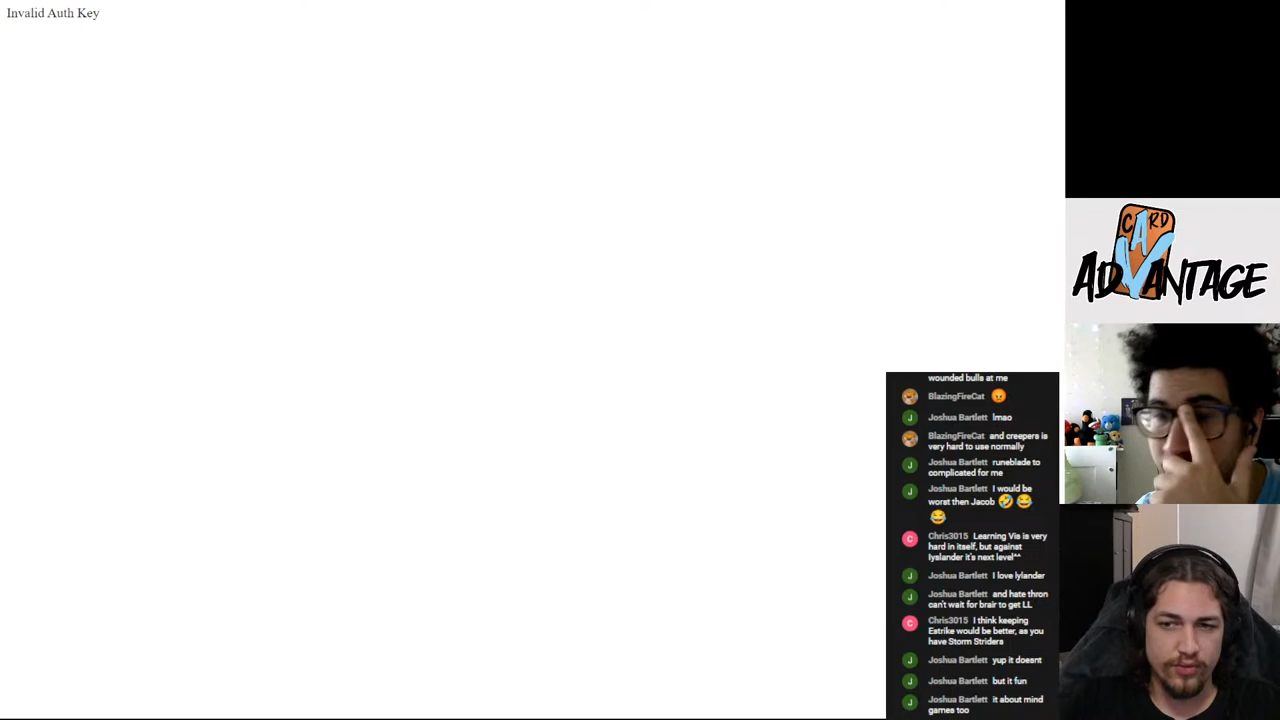 Invalid Auth Key
CARD
ADVANTAGE
wounded bulls at me
BlazingFireCat 😡
J Joshua Bartlett lmao
BlazingFireCat and creepers is
very hard to use normally
J Joshua Bartlett runeblade to
complicated for me
J Joshua Bartlett I would be
worst then Jacob 🤣 😂
😂
C Chris3015 Learning Vis is very
hard in itself, but against
Iyslander it's next level^^
J Joshua Bartlett I love lylander
J Joshua Bartlett and hate thron
can't wait for brair to get LL
C Chris3015 I think keeping
Estrike would be better, as you
have Storm Striders
J Joshua Bartlett yup it doesnt
J Joshua Bartlett but it fun
J Joshua Bartlett it about mind
games too